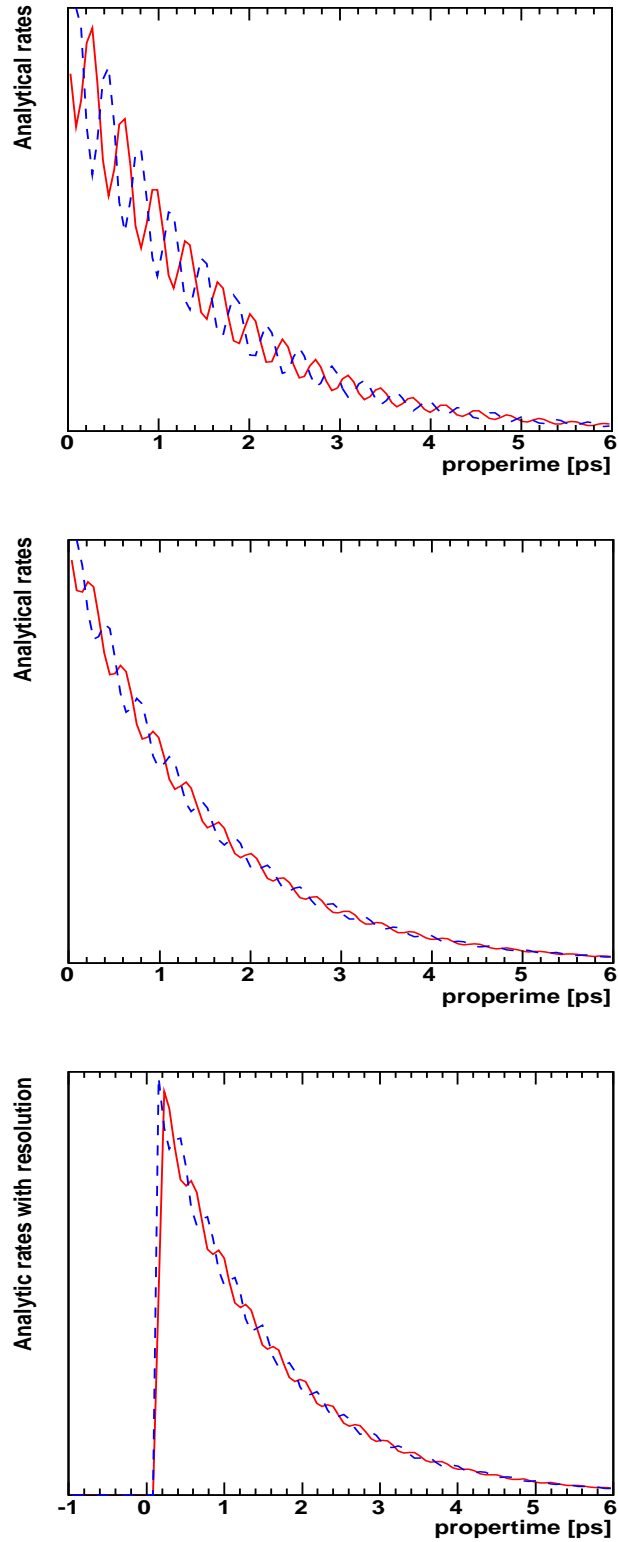 Analytical rates
0 1 2 3 4 5 6
properime [ps]
Analytical rates
0 1 2 3 4 5 6
properime [ps]
Analytic rates with resolution
-1 0 1 2 3 4 5 6
propertime [ps]